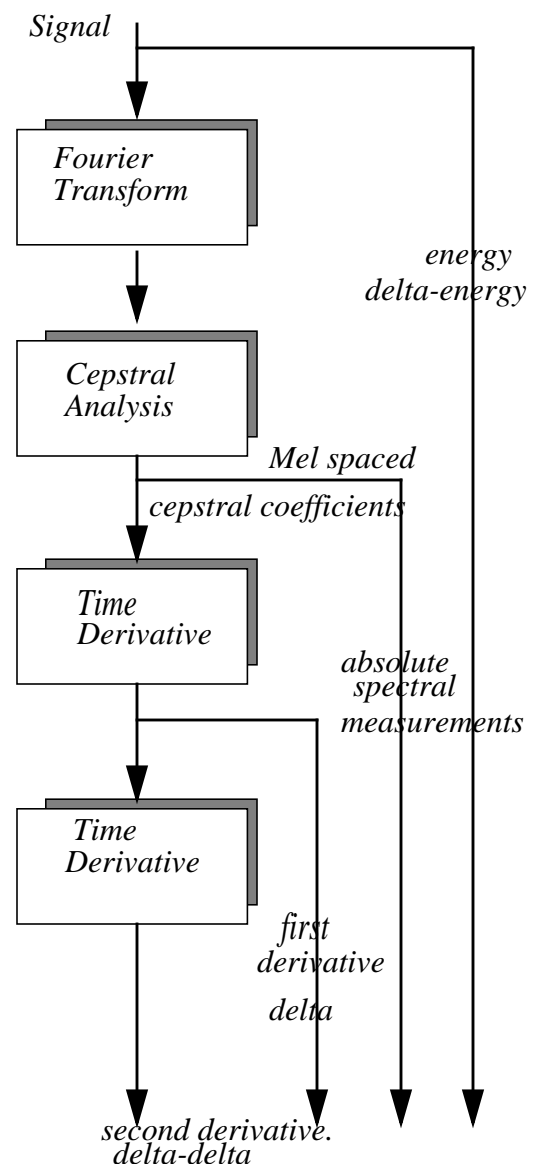 Signal
Fourier
Transform
energy
delta-energy
Cepstral
Analysis
Mel spaced
cepstral coefficients
Time
Derivative
absolute
spectral
measurements
Time
Derivative
first
derivative
delta
second derivative.
delta-delta